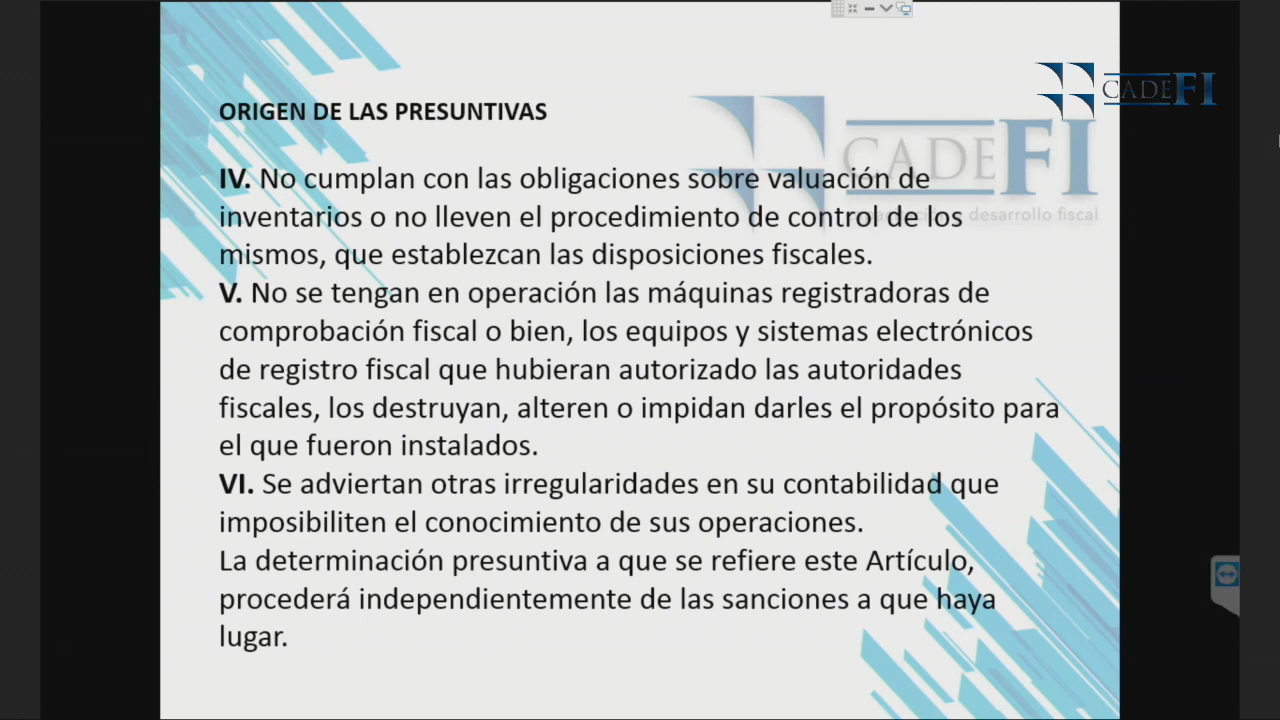 CADEFI
ORIGEN DE LAS PRESUNTIVAS
CADEFI
IV. No cumplan con las obligaciones sobre valuación de
inventarios o no lleven el procedimiento de control de los
desarrollo fiscal
mismos, que establezcan las disposiciones fiscales.
V. No se tengan en operación las máquinas registradoras de
comprobación fiscal o bien, los equipos y sistemas electrónicos
de registro fiscal que hubieran autorizado las autoridades
fiscales, los destruyan, alteren o impidan darles el propósito para
el que fueron instalados.
VI. Se adviertan otras irregularidades en su contabilidad que
imposibiliten el conocimiento de sus operaciones.
La determinación presuntiva a que se refiere este Artículo,
procederá independientemente de las sanciones a que haya
lugar.